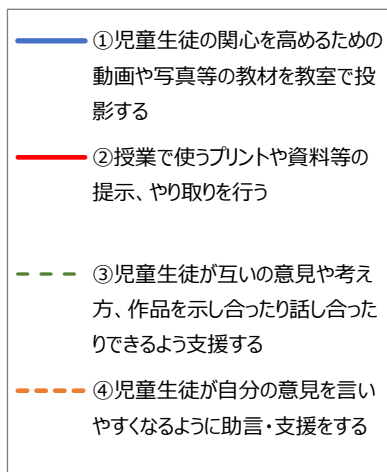 ①児童生徒の関心を高めるための
動画や写真等の教材を教室で投
影する
②授業で使うプリントや資料等の
提示、やり取りを行う
③児童生徒が互いの意見や考え
方、作品を示し合ったり話し合った
りできるよう支援する
④児童生徒が自分の意見を言い
やすくなるように助言・支援をする